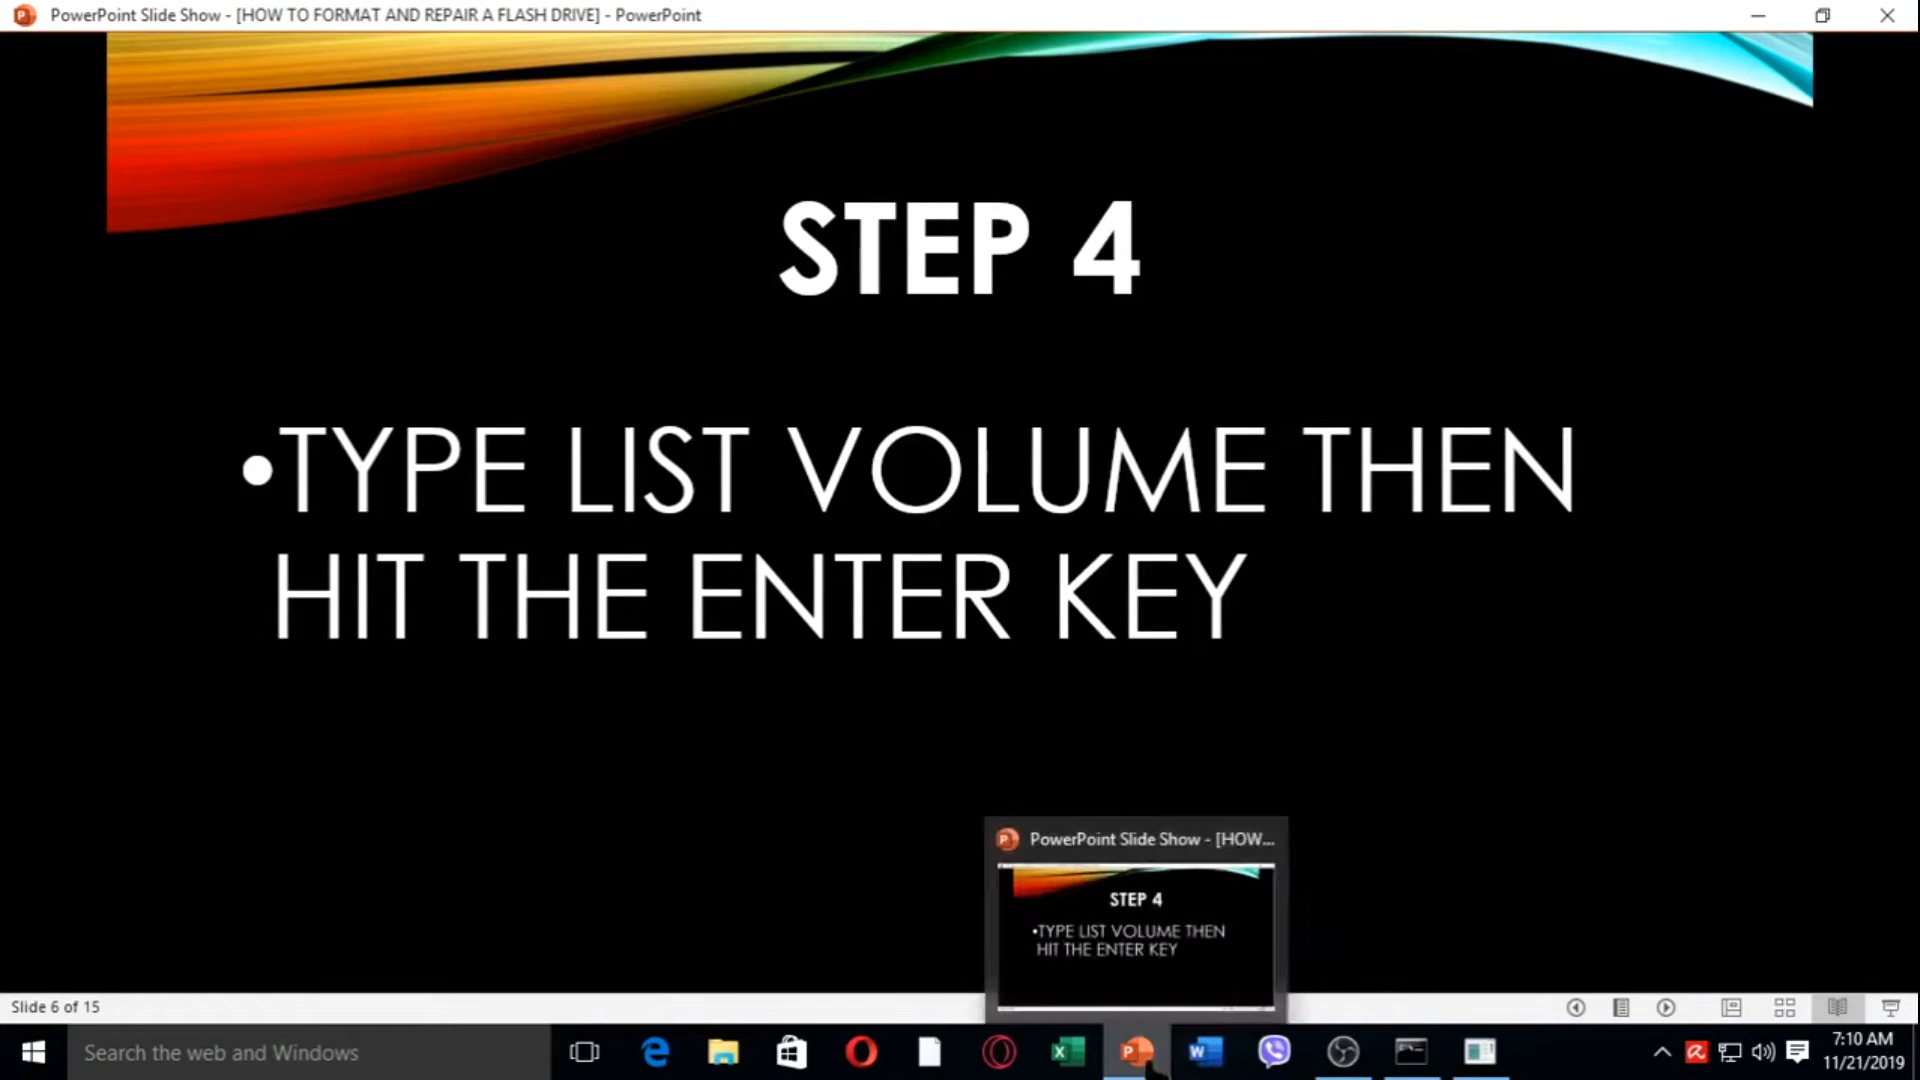 PowerPoint Slide Show - [HOW TO FORMAT AND REPAIR A FLASH DRIVE] - PowerPoint
STEP 4
•TYPE LIST VOLUME THEN
HIT THE ENTER KEY
PowerPoint Slide Show - [HOW...
STEP 4
•TYPE LIST VOLUME THEN
HIT THE ENTER KEY
Slide 6 of 15
Search the web and Windows
7:10 AM
11/21/2019